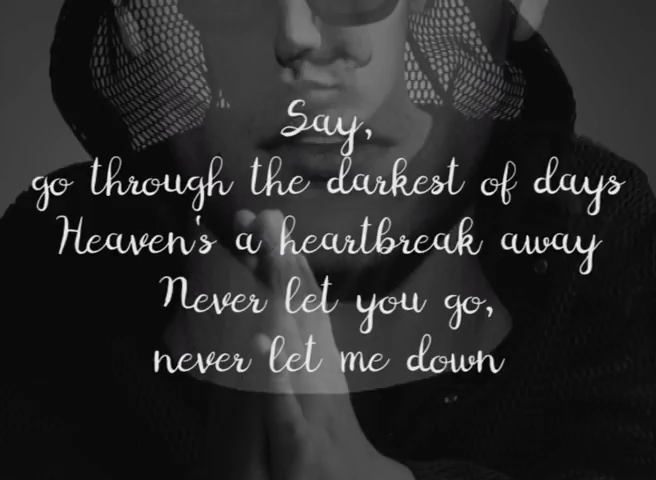 Say,
go through the darkest of days
Heaven's a heartbreak away
Never let you go,
never let me down